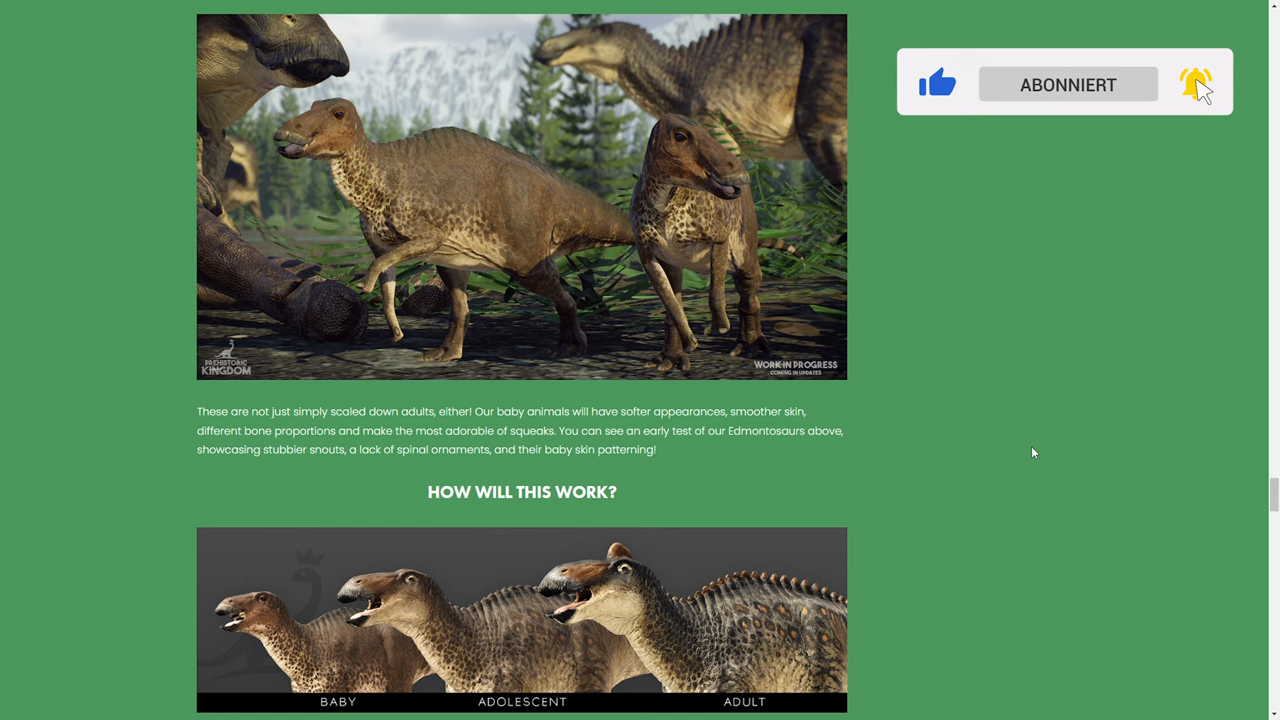 ABONNIERT
PREHISTORIC
KINGDOM
WORK IN PROGRESS
COMING IN UPDATES
These are not just simply scaled down adults, either! Our baby animals will have softer appearances, smoother skin,
different bone proportions and make the most adorable of squeaks. You can see an early test of our Edmontosaurs above,
showcasing stubbier snouts, a lack of spinal ornaments, and their baby skin patterning!
HOW WILL THIS WORK?
BABY
ADOLESCENT
ADULT